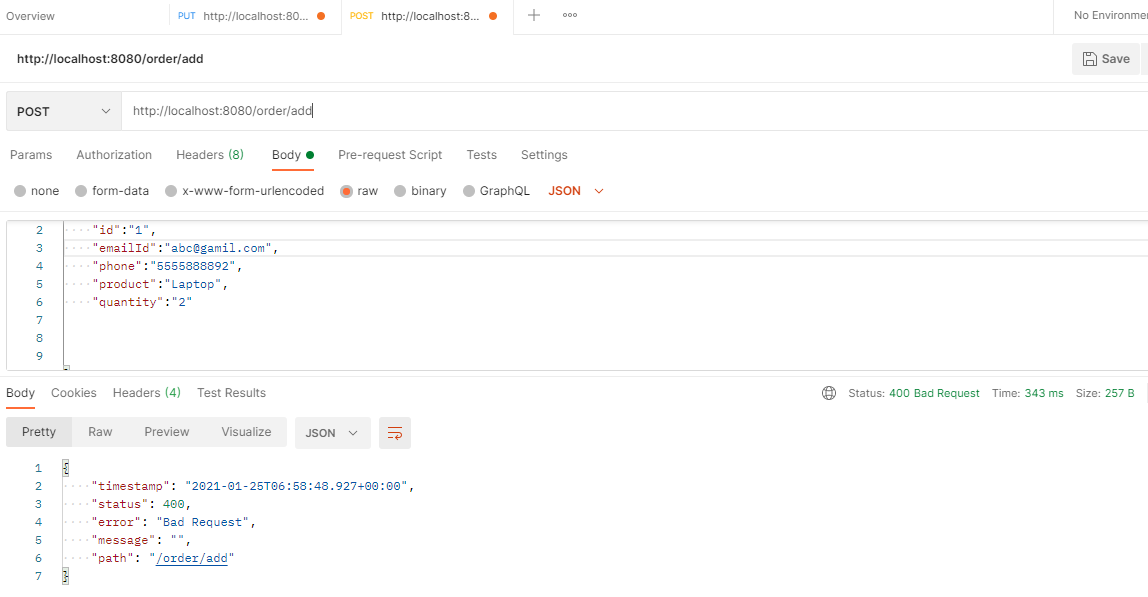 Overview PUT http://localhost:80... POST http://localhost:8... No Environme
http://localhost:8080/order/add Save
POST http://localhost:8080/order/add
Params Authorization Headers (8) Body Pre-request Script Tests Settings
none form-data x-www-form-urlencoded raw binary GraphQL JSON
2 "id":"1",
3 "emailId":"abc@gamil.com",
4 "phone":"5555888892",
5 "product":"Laptop",
6 "quantity":"2"
7
8
9
Body Cookies Headers (4) Test Results Status: 400 Bad Request Time: 343 ms Size: 257 B
Pretty Raw Preview Visualize JSON
1 {
2 "timestamp": "2021-01-25T06:58:48.927+00:00",
3 "status": 400,
4 "error": "Bad Request",
5 "message": "",
6 "path": "/order/add"
7 }